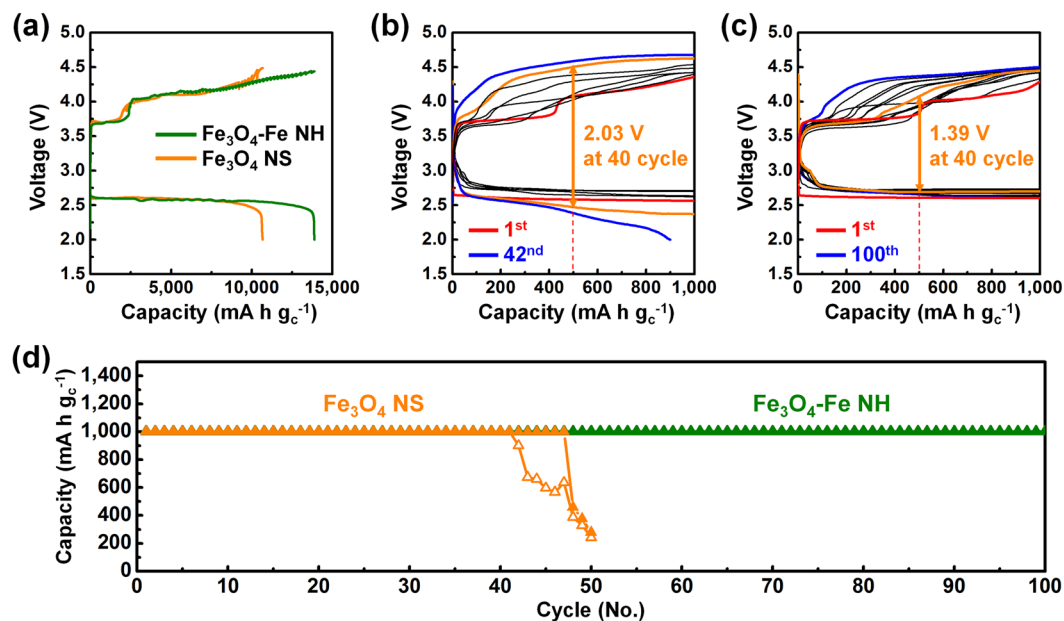 (a)
5.0
4.5
4.0
3.5
3.0
2.5
2.0
1.5
Voltage (V)
Fe₃O₄-Fe NH
Fe₃O₄ NS
0 5,000 10,000 15,000
Capacity (mA h g꜀⁻¹)
(b)
5.0
4.5
4.0
3.5
3.0
2.5
2.0
1.5
Voltage (V)
2.03 V
at 40 cycle
1ˢᵗ
42ⁿᵈ
0 200 400 600 800 1,000
Capacity (mA h g꜀⁻¹)
(c)
5.0
4.5
4.0
3.5
3.0
2.5
2.0
1.5
Voltage (V)
1.39 V
at 40 cycle
1ˢᵗ
100ᵗʰ
0 200 400 600 800 1,000
Capacity (mA h g꜀⁻¹)
(d)
1,400
1,200
1,000
800
600
400
200
0
Capacity (mA h g꜀⁻¹)
Fe₃O₄ NS
Fe₃O₄-Fe NH
0 10 20 30 40 50 60 70 80 90 100
Cycle (No.)